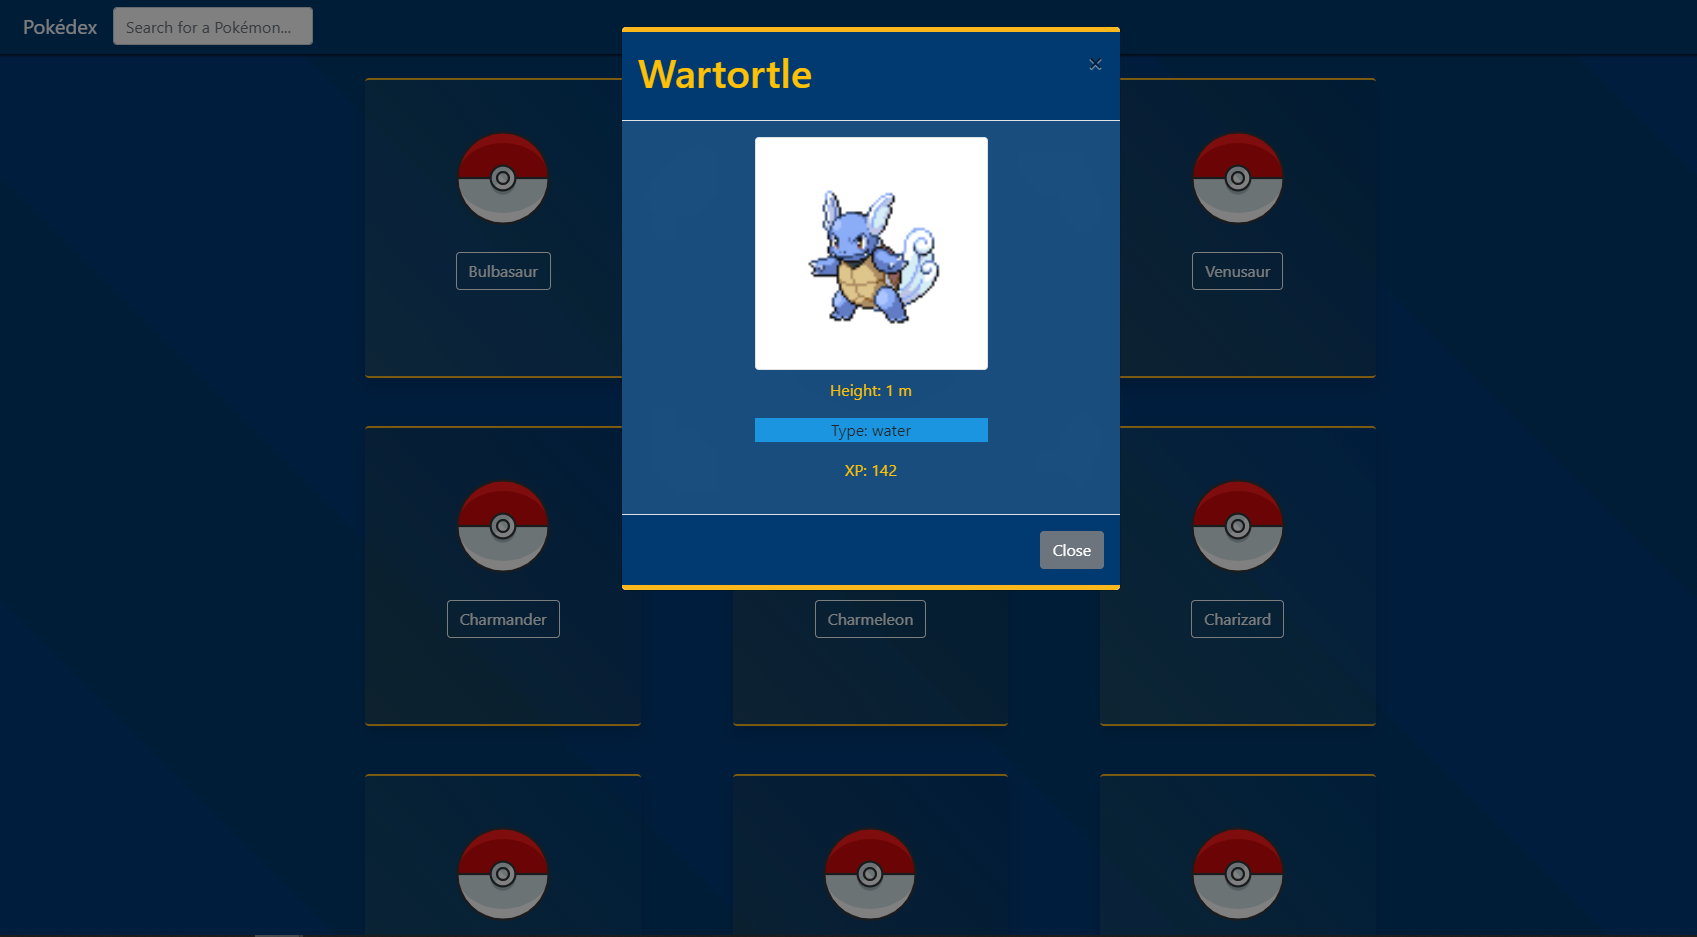 Pokédex
Search for a Pokémon...
Wartortle
×
Height: 1 m
Type: water
XP: 142
Close
Bulbasaur
Venusaur
Charmander
Charmeleon
Charizard